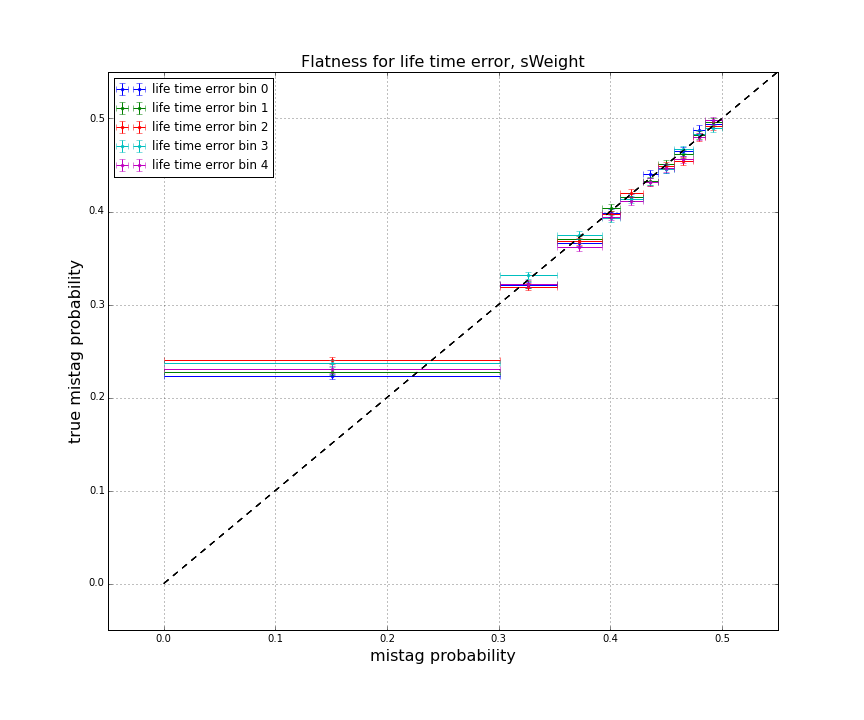 Flatness for life time error, sWeight
life time error bin 0
life time error bin 1
life time error bin 2
life time error bin 3
life time error bin 4
true mistag probability
0.5
0.4
0.3
0.2
0.1
0.0
0.0 0.1 0.2 0.3 0.4 0.5
mistag probability